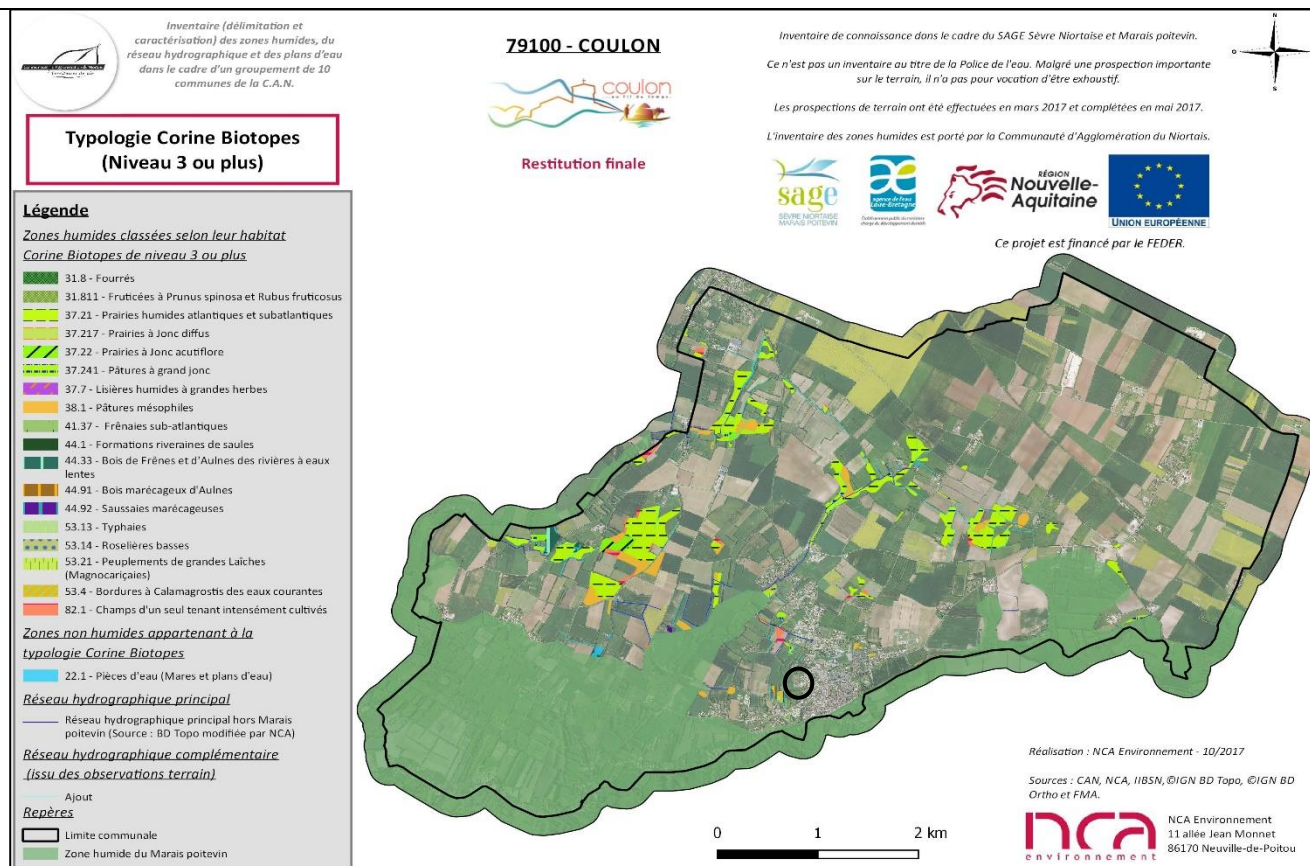 Inventaire (délimitation et
caractérisation) des zones humides, du
réseau hydrographique et des plans d'eau
dans le cadre d'un groupement de 10
communes de la C.A.N.
Typologie Corine Biotopes
(Niveau 3 ou plus)
79100 - COULON
coulon
Restitution finale
Inventaire de connaissance dans le cadre du SAGE Sèvre Niortaise et Marais poitevin.
Ce n'est pas un inventaire au titre de la Police de l'eau. Malgré une prospection importante
sur le terrain, il n'a pas pour vocation d'être exhaustif.
Les prospections de terrain ont été effectuées en mars 2017 et complétées en mai 2017.
L'inventaire des zones humides est porté par la Communauté d'Agglomération du Niortais.
sage
SÈVRE NIORTAISE
MARAIS POITEVIN
agence de l'eau
Loire-Bretagne
RÉGION
Nouvelle-
Aquitaine
UNION EUROPÉENNE
Ce projet est financé par le FEDER.
N
S
Légende
Zones humides classées selon leur habitat
Corine Biotopes de niveau 3 ou plus
31.8 - Fourrés
31.811 - Fruticées à Prunus spinosa et Rubus fruticosus
37.21 - Prairies humides atlantiques et subatlantiques
37.217 - Prairies à Jonc diffus
37.22 - Prairies à Jonc acutiflore
37.241 - Pâtures à grand jonc
37.7 - Lisières humides à grandes herbes
38.1 - Pâtures mésophiles
41.37 - Frênaies sub-atlantiques
44.1 - Formations riveraines de saules
44.33 - Bois de Frênes et d'Aulnes des rivières à eaux
lentes
44.91 - Bois marécageux d'Aulnes
44.92 - Saussaies marécageuses
53.13 - Typhaies
53.14 - Roselières basses
53.21 - Peuplements de grandes Laîches
(Magnocariçaies)
53.4 - Bordures à Calamagrostis des eaux courantes
82.1 - Champs d'un seul tenant intensément cultivés
Zones non humides appartenant à la
typologie Corine Biotopes
22.1 - Pièces d'eau (Mares et plans d'eau)
Réseau hydrographique principal
Réseau hydrographique principal hors Marais
poitevin (Source : BD Topo modifiée par NCA)
Réseau hydrographique complémentaire
(issu des observations terrain)
Ajout
Repères
Limite communale
Zone humide du Marais poitevin
0 1 2 km
Réalisation : NCA Environnement - 10/2017
Sources : CAN, NCA, IIBSN,©IGN BD Topo, ©IGN BD
Ortho et FMA.
nca
environnement
NCA Environnement
11 allée Jean Monnet
86170 Neuville-de-Poitou